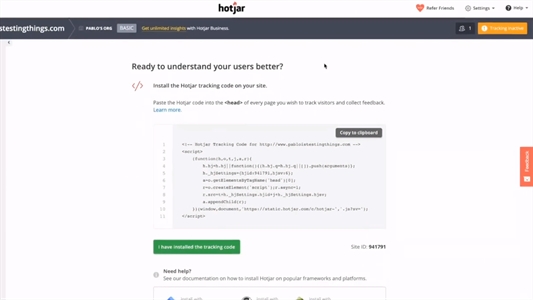 hotjar
Refer Friends
Settings
Help
stestingthings.com
PABLO'S ORG
BASIC
Get unlimited insights with Hotjar Business.
1
Tracking inactive
Ready to understand your users better?
Install the Hotjar tracking code on your site.
Paste the Hotjar code into the <head> of every page you wish to track visitors and collect feedback.
Learn more.
Copy to clipboard
1 <!-- Hotjar Tracking Code for http://www.pablotestingthings.com -->
2 <script>
3 (function(h,o,t,j,a,r){
4 h.hj=h.hj||function(){(h.hj.q=h.hj.q||[]).push(arguments)};
5 h._hjSettings={hjid:941791,hjsv:6};
6 a=o.getElementsByTagName('head')[0];
7 r=o.createElement('script');r.async=1;
8 r.src=t+h._hjSettings.hjid+j+h._hjSettings.hjsv;
9 a.appendChild(r);
10 })(window,document,'https://static.hotjar.com/c/hotjar-','.js?sv=');
11 </script>
I have installed the tracking code
Site ID: 941791
Feedback
Need help?
See our documentation on how to install Hotjar on popular frameworks and platforms.
Install with
Install with
Install with